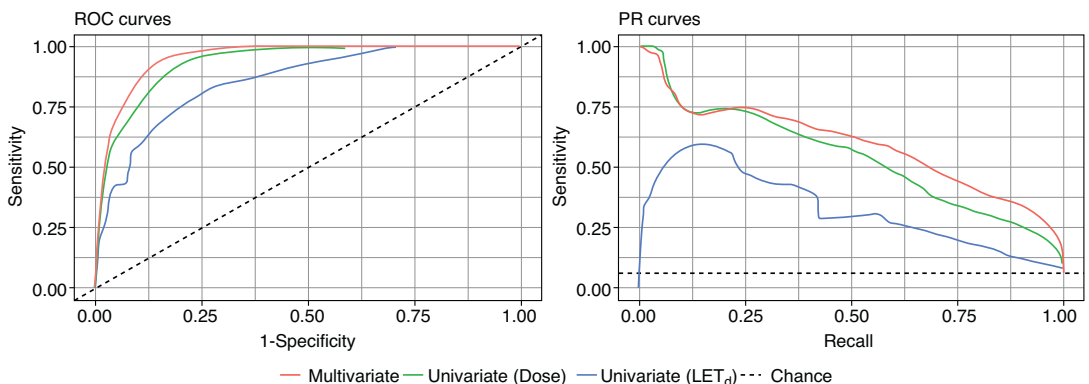 ROC curves
PR curves
1.00
0.75
0.50
0.25
0.00
Sensitivity
0.00 0.25 0.50 0.75 1.00
1-Specificity
1.00
0.75
0.50
0.25
0.00
Sensitivity
0.00 0.25 0.50 0.75 1.00
Recall
Multivariate Univariate (Dose) Univariate (LETd) Chance